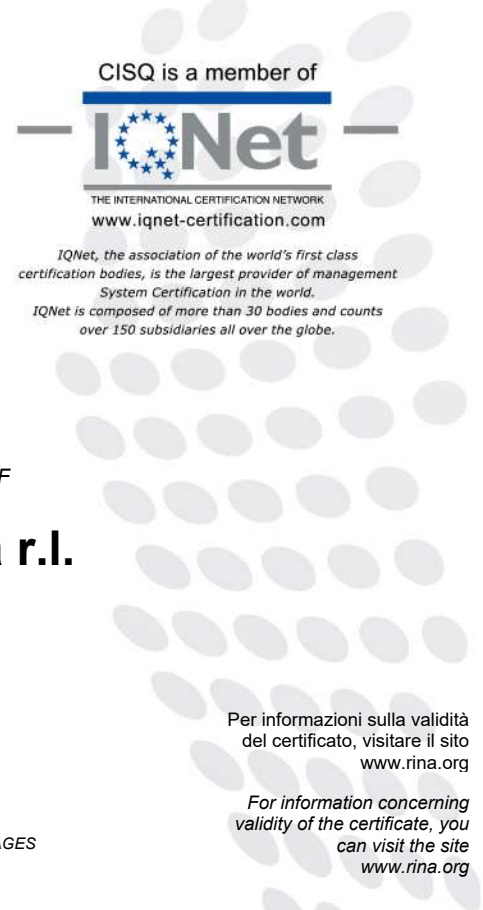 CISQ is a member of
IQNet
THE INTERNATIONAL CERTIFICATION NETWORK
www.iqnet-certification.com
IQNet, the association of the world's first class
certification bodies, is the largest provider of management
System Certification in the world.
IQNet is composed of more than 30 bodies and counts
over 150 subsidiaries all over the globe.
r.l.
Per informazioni sulla validità
del certificato, visitare il sito
www.rina.org
For information concerning
validity of the certificate, you
can visit the site
www.rina.org